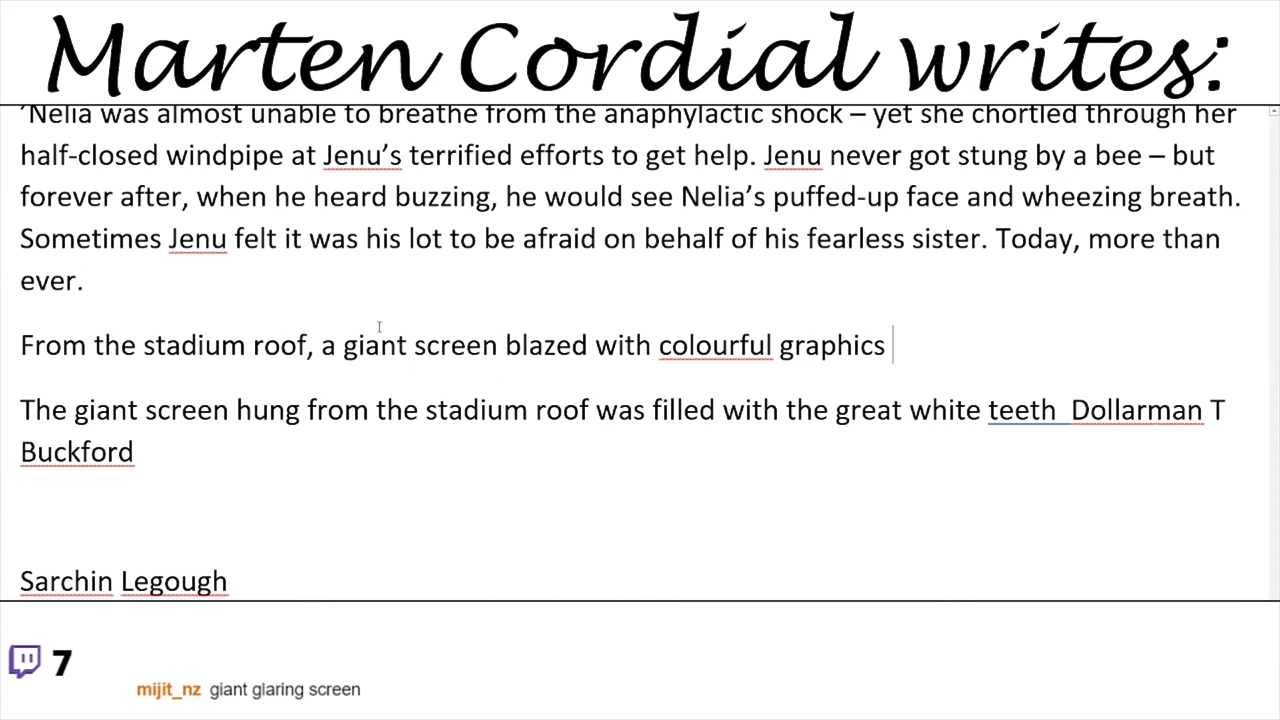 Marten Cordial writes:
'Nelia was almost unable to breathe from the anaphylactic shock – yet she chortled through her
half-closed windpipe at Jenu's terrified efforts to get help. Jenu never got stung by a bee – but
forever after, when he heard buzzing, he would see Nelia's puffed-up face and wheezing breath.
Sometimes Jenu felt it was his lot to be afraid on behalf of his fearless sister. Today, more than
ever.
From the stadium roof, a giant screen blazed with colourful graphics
The giant screen hung from the stadium roof was filled with the great white teeth  Dollarman T
Buckford
Sarchin Legough
7
mijit_nz giant glaring screen